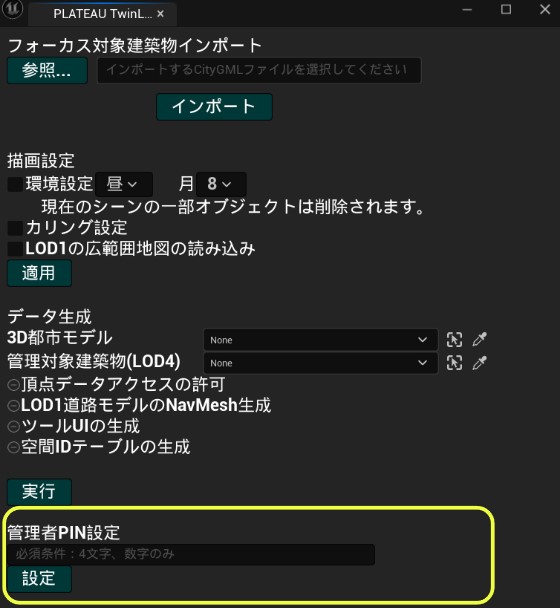 PLATEAU TwinL...
フォーカス対象建築物インポート
参照... インポートするCityGMLファイルを選択してください
インポート
描画設定
環境設定 昼 月 8
現在のシーンの一部オブジェクトは削除されます。
カリング設定
LOD1の広範囲地図の読み込み
適用
データ生成
3D都市モデル None
管理対象建築物(LOD4) None
頂点データアクセスの許可
LOD1道路モデルのNavMesh生成
ツールUIの生成
空間IDテーブルの生成
実行
管理者PIN設定
必須条件：4文字、数字のみ
設定